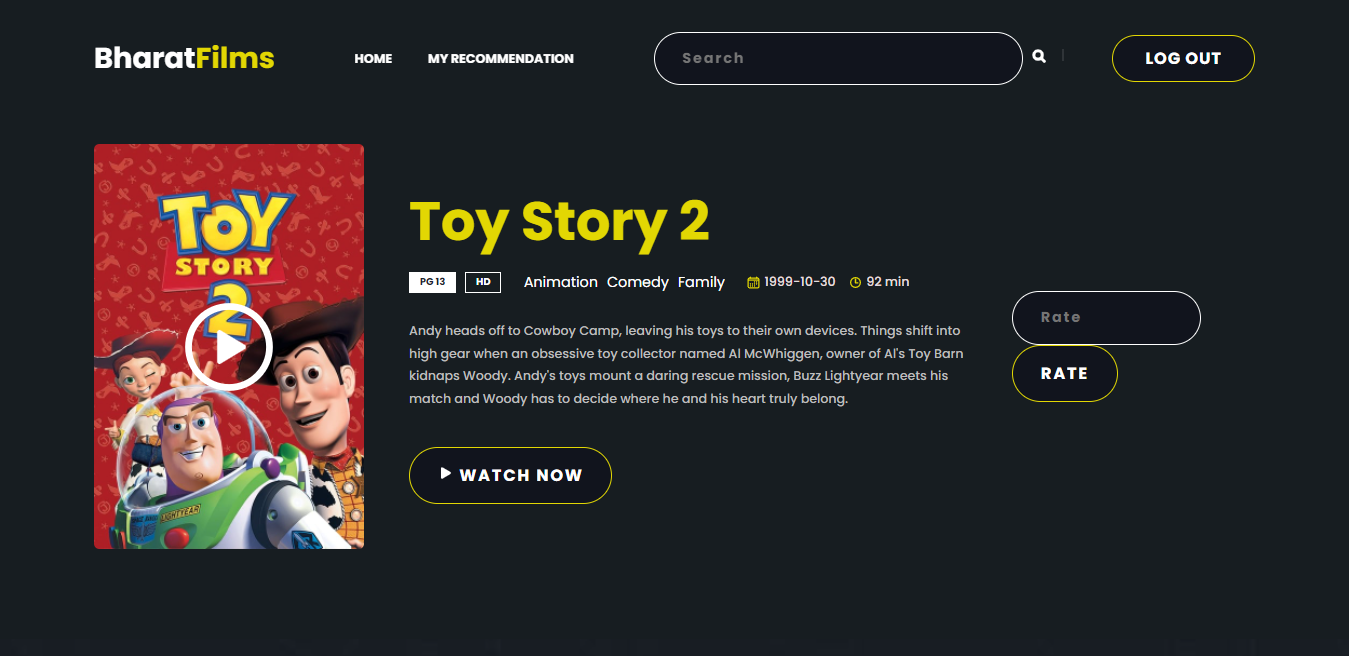 BharatFilms
HOME
MY RECOMMENDATION
Search
LOG OUT
TOY
STORY
2
LIGHTYEAR
Toy Story 2
PG 13
HD
Animation Comedy Family
1999-10-30
92 min
Andy heads off to Cowboy Camp, leaving his toys to their own devices. Things shift into
high gear when an obsessive toy collector named Al McWhiggen, owner of Al's Toy Barn
kidnaps Woody. Andy's toys mount a daring rescue mission, Buzz Lightyear meets his
match and Woody has to decide where he and his heart truly belong.
Rate
RATE
WATCH NOW